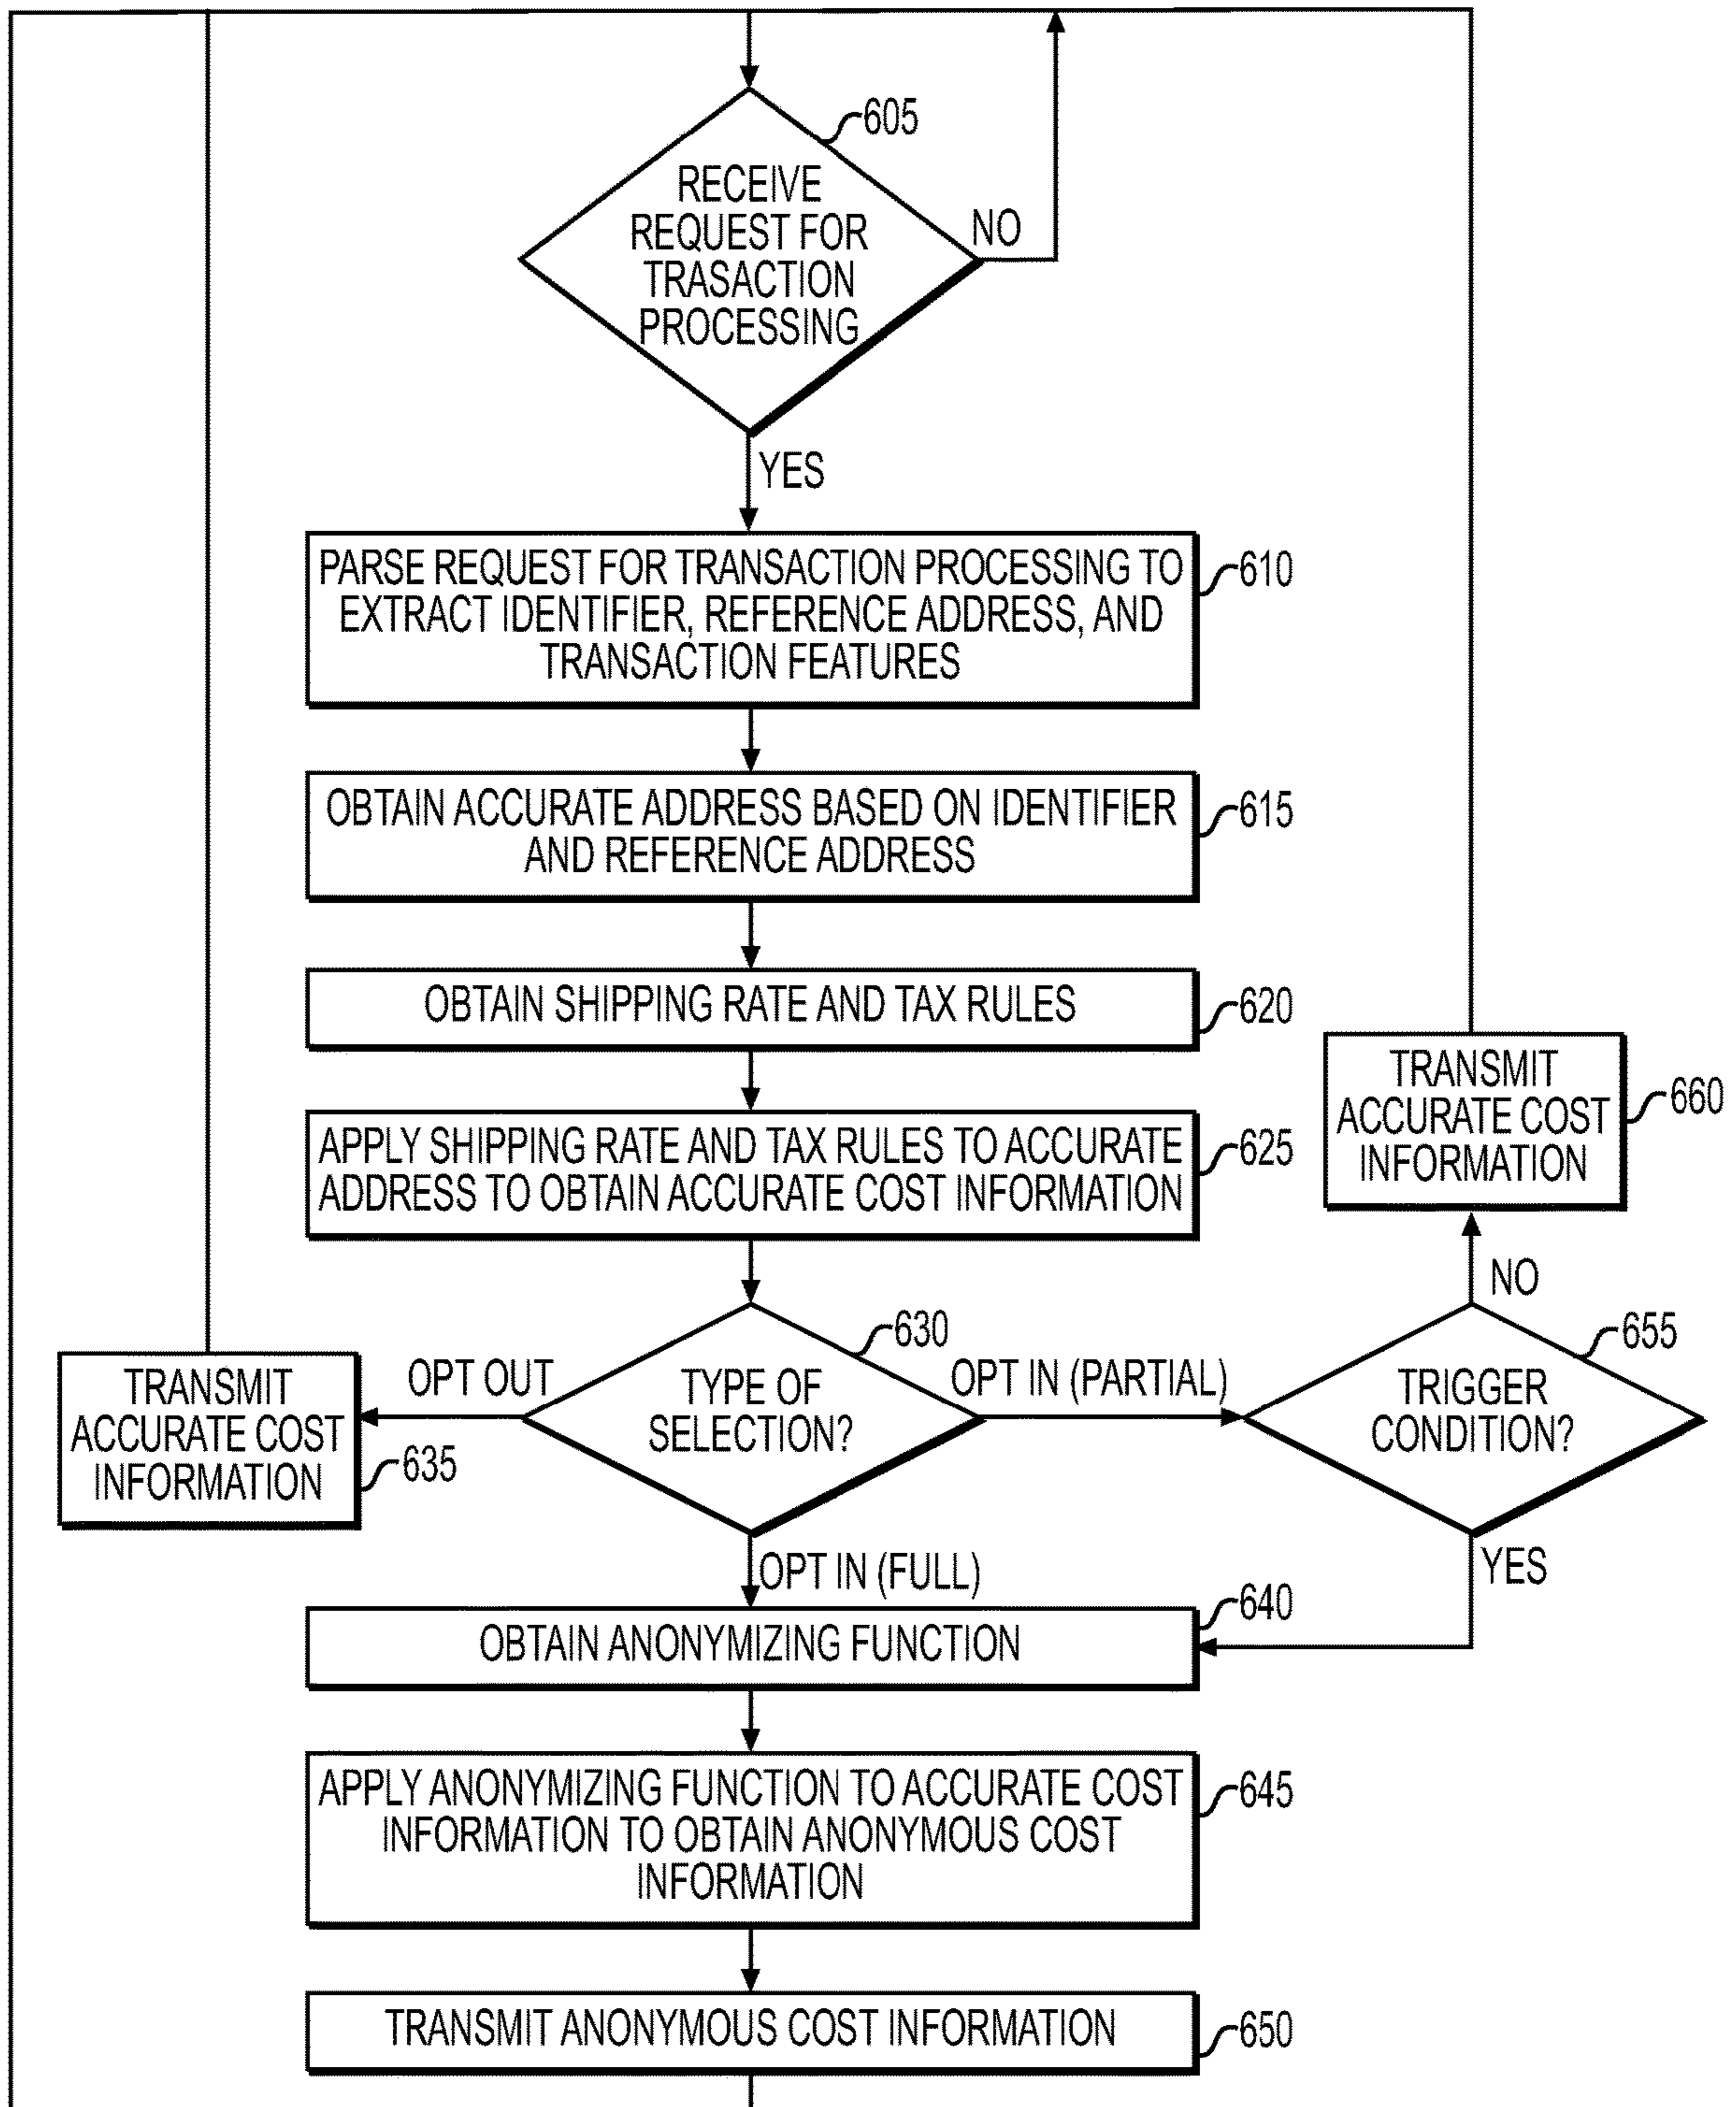 605
RECEIVE
REQUEST FOR
TRASACTION
PROCESSING
NO
YES
PARSE REQUEST FOR TRANSACTION PROCESSING TO
EXTRACT IDENTIFIER, REFERENCE ADDRESS, AND
TRANSACTION FEATURES
610
OBTAIN ACCURATE ADDRESS BASED ON IDENTIFIER
AND REFERENCE ADDRESS
615
OBTAIN SHIPPING RATE AND TAX RULES
620
APPLY SHIPPING RATE AND TAX RULES TO ACCURATE
ADDRESS TO OBTAIN ACCURATE COST INFORMATION
625
TRANSMIT
ACCURATE COST
INFORMATION
660
NO
630
TYPE OF
SELECTION?
OPT OUT
TRANSMIT
ACCURATE COST
INFORMATION
635
OPT IN (PARTIAL)
655
TRIGGER
CONDITION?
YES
OPT IN (FULL)
640
OBTAIN ANONYMIZING FUNCTION
APPLY ANONYMIZING FUNCTION TO ACCURATE COST
INFORMATION TO OBTAIN ANONYMOUS COST
INFORMATION
645
TRANSMIT ANONYMOUS COST INFORMATION
650